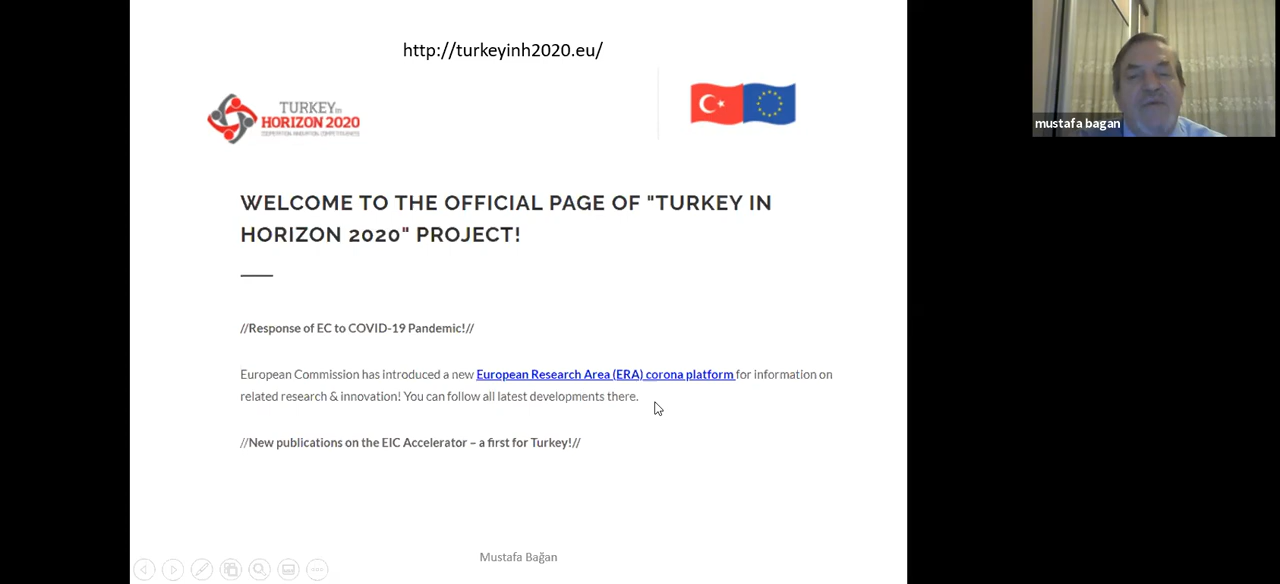 http://turkeyinh2020.eu/
TURKEY in
HORIZON 2020
COOPERATION INNOVATION COMPETITIVENESS
mustafa bagan
WELCOME TO THE OFFICIAL PAGE OF "TURKEY IN
HORIZON 2020" PROJECT!
//Response of EC to COVID-19 Pandemic!//
European Commission has introduced a new European Research Area (ERA) corona platform for information on
related research & innovation! You can follow all latest developments there.
//New publications on the EIC Accelerator – a first for Turkey!//
Mustafa Bağan